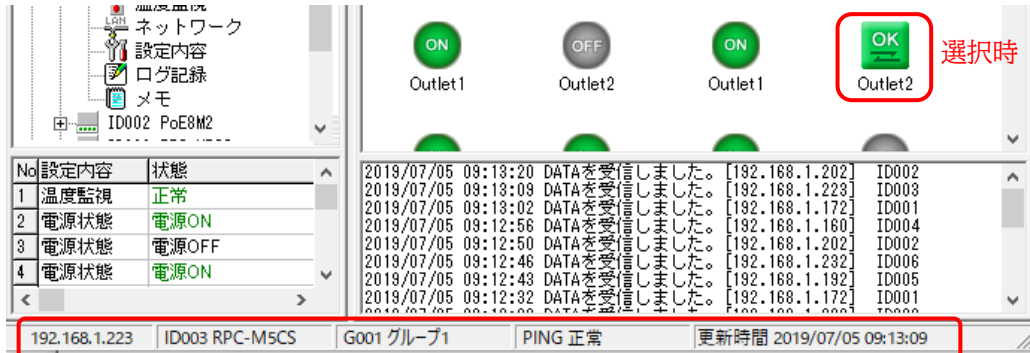 温度監視
LAN ネットワーク
設定内容
ログ記録
メモ
ID002 PoE8M2
ON
OFF
ON
OK
選択時
Outlet1
Outlet2
Outlet1
Outlet2
No 設定内容 状態
1 温度監視 正常
2 電源状態 電源ON
3 電源状態 電源OFF
4 電源状態 電源ON
2019/07/05 09:13:20 DATAを受信しました。[192.168.1.202] ID002
2019/07/05 09:13:09 DATAを受信しました。[192.168.1.223] ID003
2019/07/05 09:13:02 DATAを受信しました。[192.168.1.172] ID001
2019/07/05 09:12:56 DATAを受信しました。[192.168.1.160] ID004
2019/07/05 09:12:50 DATAを受信しました。[192.168.1.202] ID002
2019/07/05 09:12:46 DATAを受信しました。[192.168.1.232] ID006
2019/07/05 09:12:43 DATAを受信しました。[192.168.1.192] ID005
2019/07/05 09:12:32 DATAを受信しました。[192.168.1.172] ID001
192.168.1.223 ID003 RPC-M5CS G001 グループ1 PING 正常 更新時間 2019/07/05 09:13:09